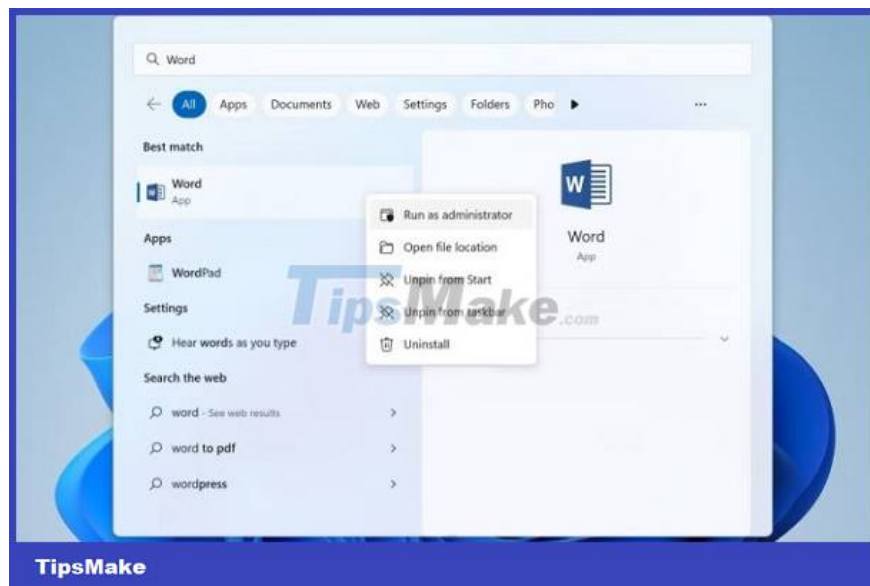 Word
All Apps Documents Web Settings Folders Pho ...
Best match
Word
App
Run as administrator
Open file location
Unpin from Start
Unpin from taskbar
Uninstall
Apps
WordPad
Settings
Hear words as you type
Search the web
word - See web results
word to pdf
wordpress
W
Word
App
TipsMake.com
TipsMake